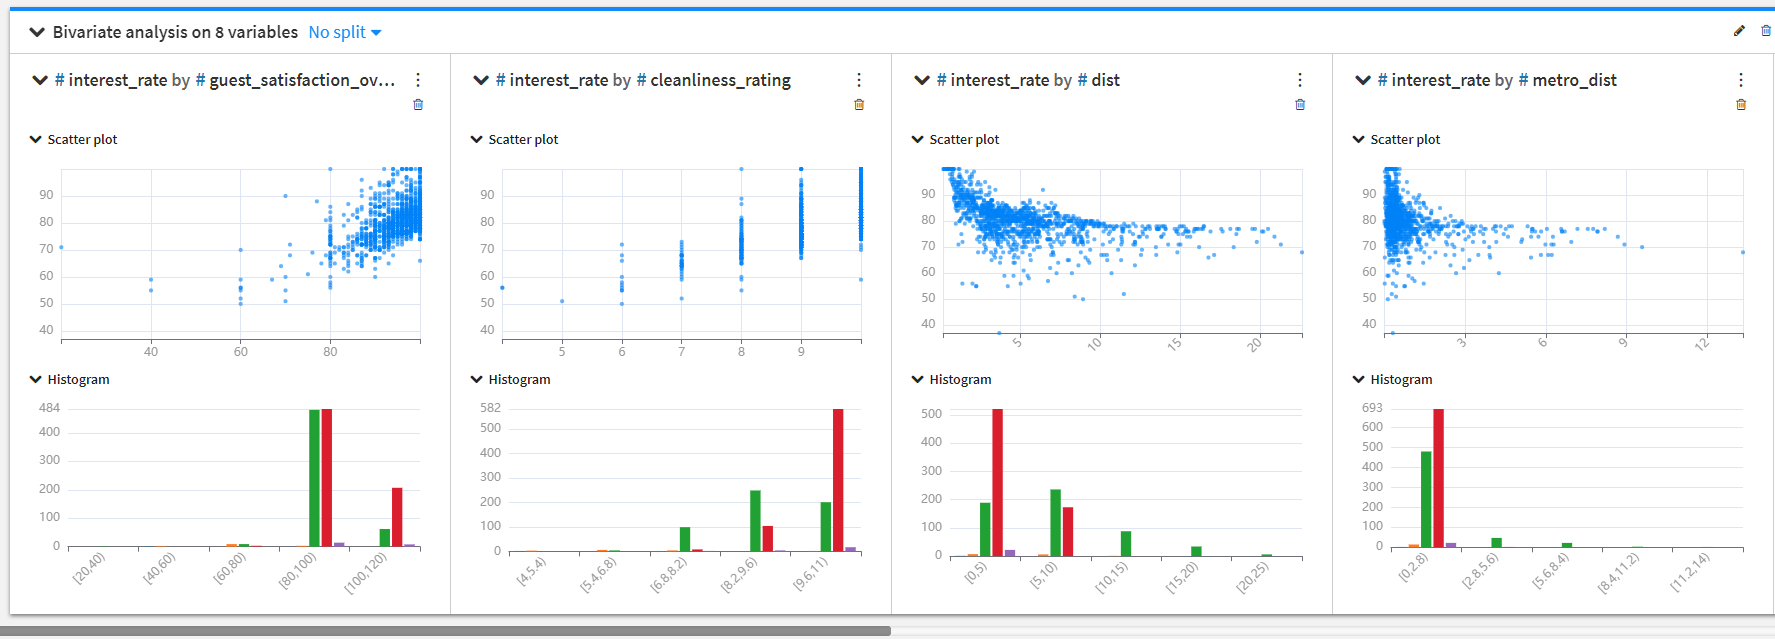 Bivariate analysis on 8 variables No split
# interest_rate by # guest_satisfaction_ov...
Scatter plot
90
80
70
60
50
40
40 60 80
Histogram
484
400
300
200
100
0
[20,40) [40,60) [60,80) [80,100) [100,120)
# interest_rate by # cleanliness_rating
Scatter plot
90
80
70
60
50
40
5 6 7 8 9
Histogram
582
500
400
300
200
100
0
[4,5.4) [5.4,6.8) [6.8,8.2) [8.2,9.6) [9.6,11)
# interest_rate by # dist
Scatter plot
90
80
70
60
50
40
5 10 15 20
Histogram
500
400
300
200
100
0
[0,5) [5,10) [10,15) [15,20) [20,25)
# interest_rate by # metro_dist
Scatter plot
90
80
70
60
50
40
3 6 9 12
Histogram
693
600
500
400
300
200
100
0
[0,2.8) [2.8,5.6) [5.6,8.4) [8.4,11.2) [11.2,14)